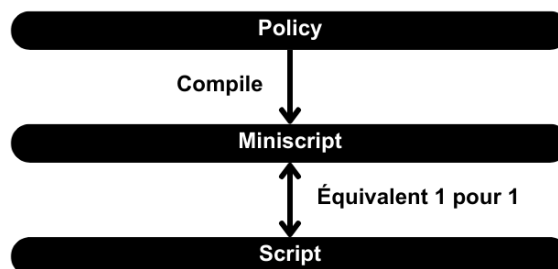 Policy
Compile
Miniscript
Équivalent 1 pour 1
Script